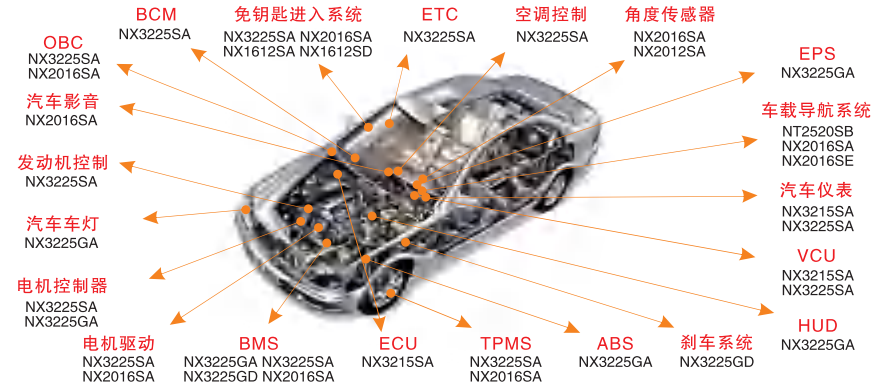 BCM
NX3225SA
免钥匙进入系统
NX3225SA NX2016SA
NX1612SA NX1612SD
ETC
NX3225SA
空调控制
NX3225SA
角度传感器
NX2016SA
NX2012SA
OBC
NX3225SA
NX2016SA
汽车影音
NX2016SA
发动机控制
NX3225SA
汽车车灯
NX3225GA
电机控制器
NX3225SA
NX3225GA
EPS
NX3225GA
车载导航系统
NT2520SB
NX2016SA
NX2016SE
汽车仪表
NX3215SA
NX3225SA
VCU
NX3215SA
NX3225SA
HUD
NX3225GA
电机驱动
NX3225SA
NX2016SA
BMS
NX3225GA NX3225SA
NX3225GD NX2016SA
ECU
NX3215SA
TPMS
NX3225SA
NX2016SA
ABS
NX3225GA
刹车系统
NX3225GD